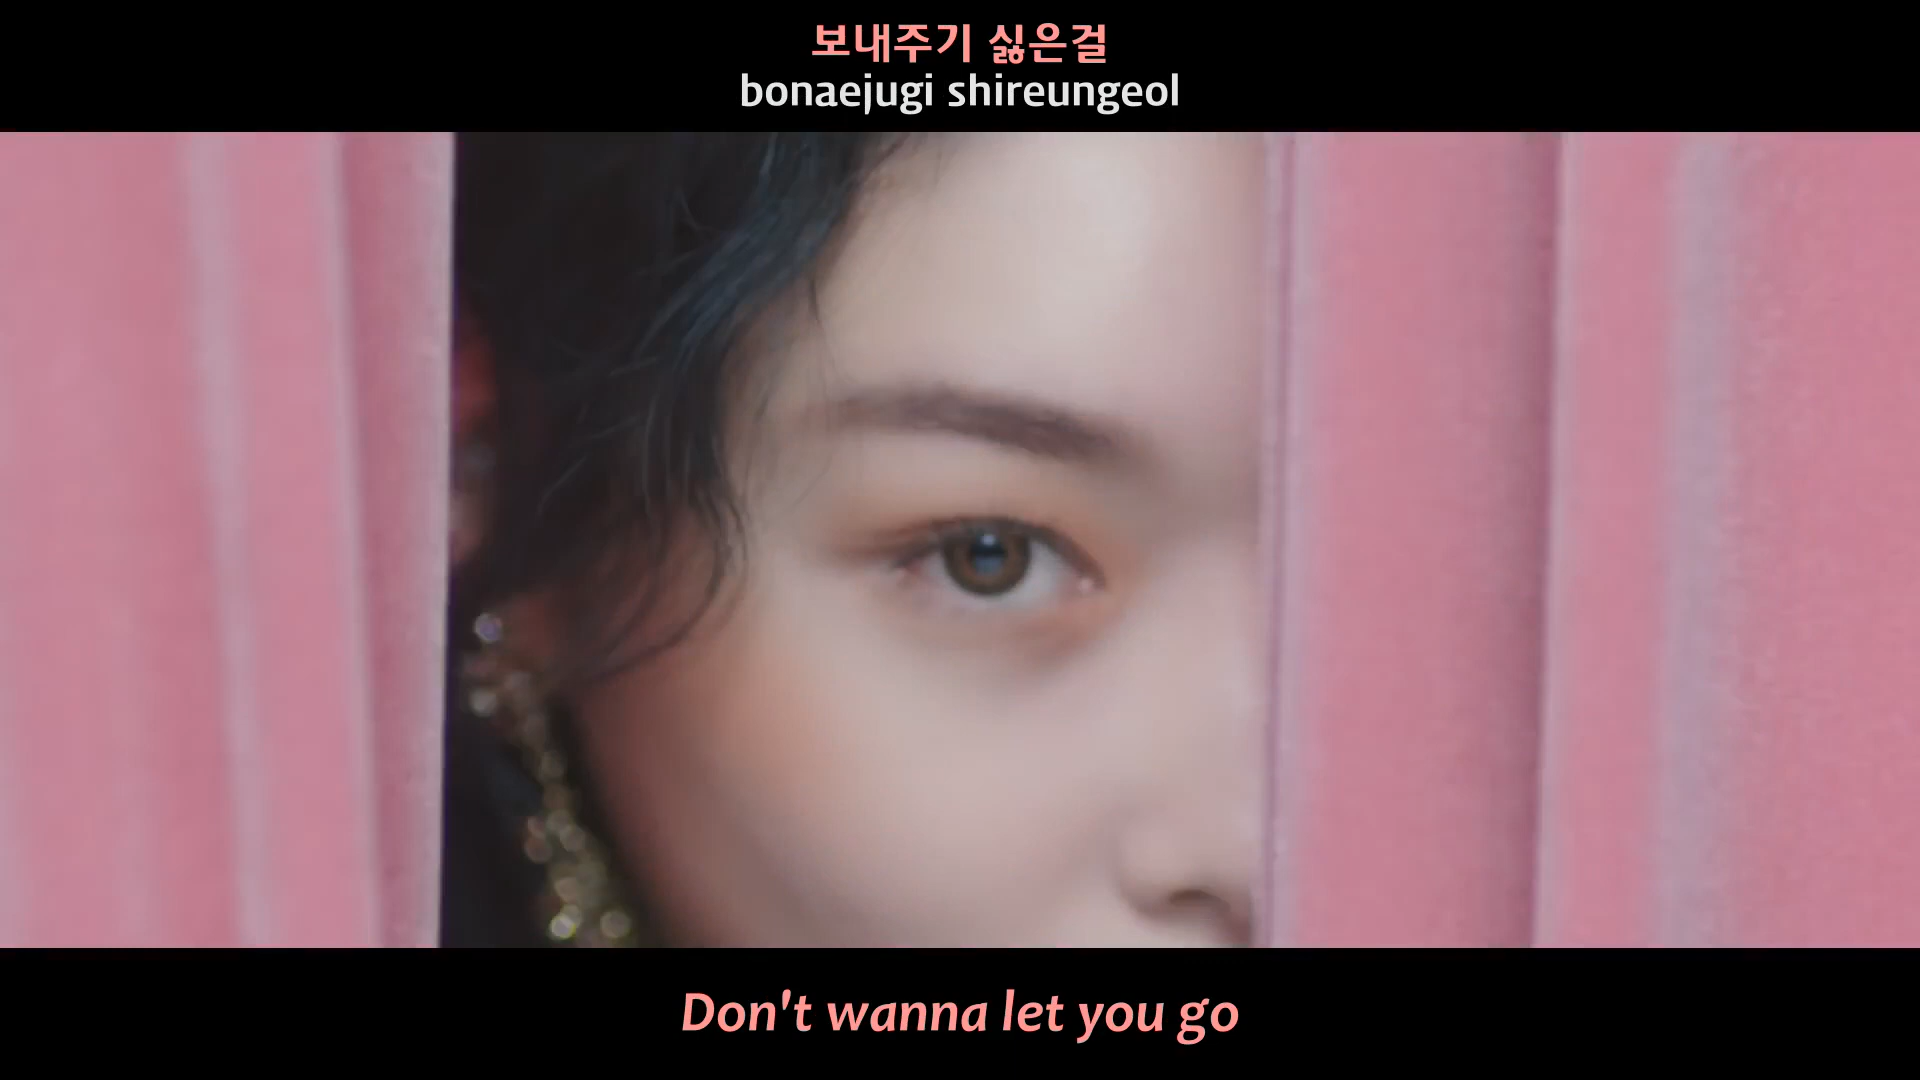 보내주기 싫은걸
bonaejugi shireungeol
Don't wanna let you go